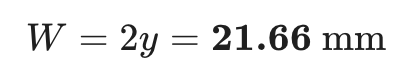 W = 2y = 21.66 mm